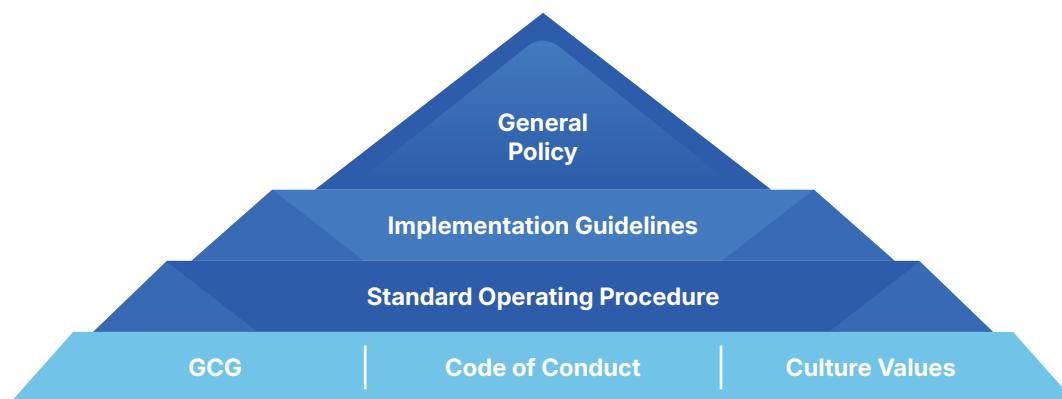 General
Policy
Implementation Guidelines
Standard Operating Procedure
GCG
Code of Conduct
Culture Values